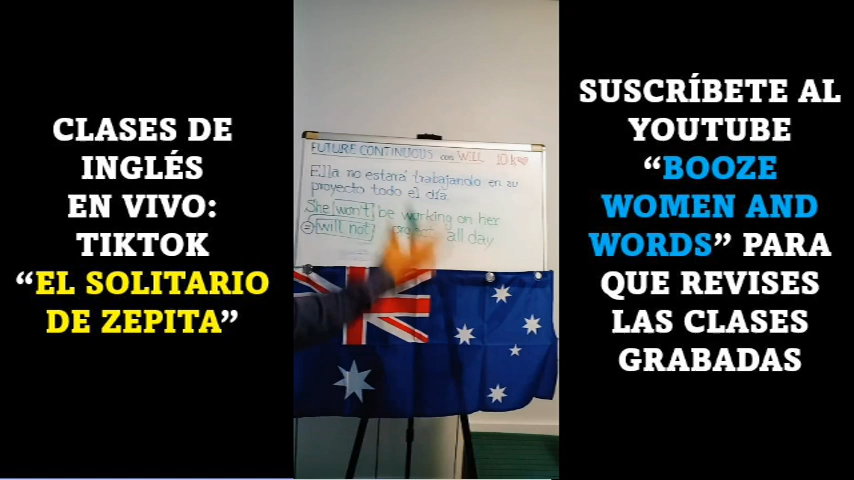 CLASES DE
INGLÉS
EN VIVO:
TIKTOK
“EL SOLITARIO
DE ZEPITA”
FUTURE CONTINUOUS con WILL 10k
Ella no estará trabajando en su
proyecto todo el día.
She won't be working on her
= will not project all day
SUSCRÍBETE AL
YOUTUBE
“BOOZE
WOMEN AND
WORDS” PARA
QUE REVISES
LAS CLASES
GRABADAS